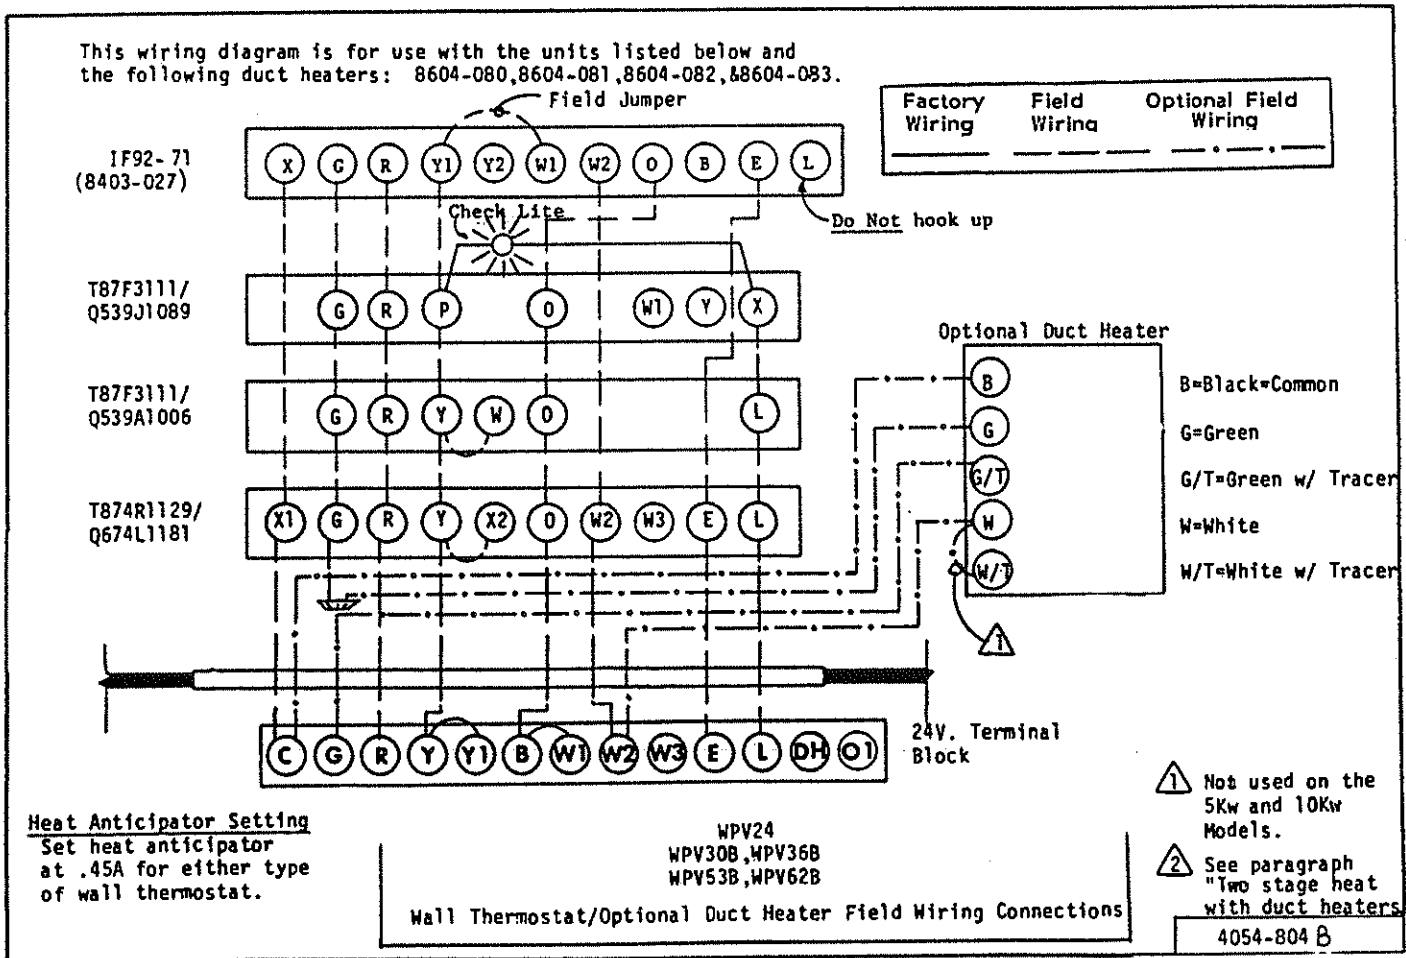 This wiring diagram is for use with the units listed below and
the following duct heaters: 8604-080,8604-081,8604-082,&8604-083.
Field Jumper
Factory Wiring
Field Wiring
Optional Field Wiring
IF92-71
(8403-027)
X G R Y1 Y2 W1 W2 O B E L
Check Lite
Do Not hook up
T87F3111/
Q539J1089
G R P O W1 Y X
T87F3111/
Q539A1006
G R Y W O L
T874R1129/
Q674L1181
X1 G R Y X2 O W2 W3 E L
Optional Duct Heater
B
B=Black=Common
G
G=Green
G/T
G/T=Green w/ Tracer
W
W=White
W/T
W/T=White w/ Tracer
1
C G R Y Y1 B W1 W2 W3 E L DH O1
24V. Terminal
Block
Heat Anticipator Setting
Set heat anticipator
at .45A for either type
of wall thermostat.
WPV24
WPV30B,WPV36B
WPV53B,WPV62B
Wall Thermostat/Optional Duct Heater Field Wiring Connections
1 Not used on the
5Kw and 10Kw
Models.
2 See paragraph
"Two stage heat
with duct heaters
4054-804 B